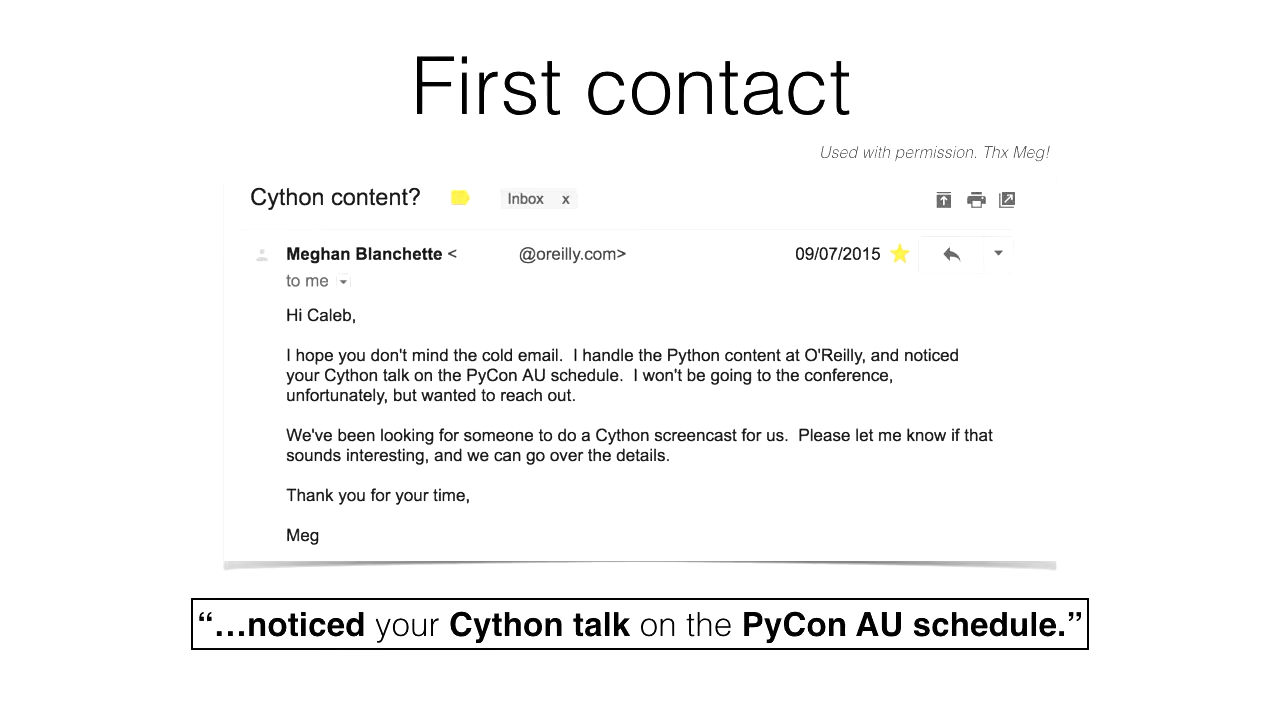 First contact
Used with permission. Thx Meg!
Cython content?
Inbox x
Meghan Blanchette < @oreilly.com> 09/07/2015
to me
Hi Caleb,
I hope you don't mind the cold email.  I handle the Python content at O'Reilly, and noticed
your Cython talk on the PyCon AU schedule.  I won't be going to the conference,
unfortunately, but wanted to reach out.
We've been looking for someone to do a Cython screencast for us.  Please let me know if that
sounds interesting, and we can go over the details.
Thank you for your time,
Meg
“…noticed your Cython talk on the PyCon AU schedule.”